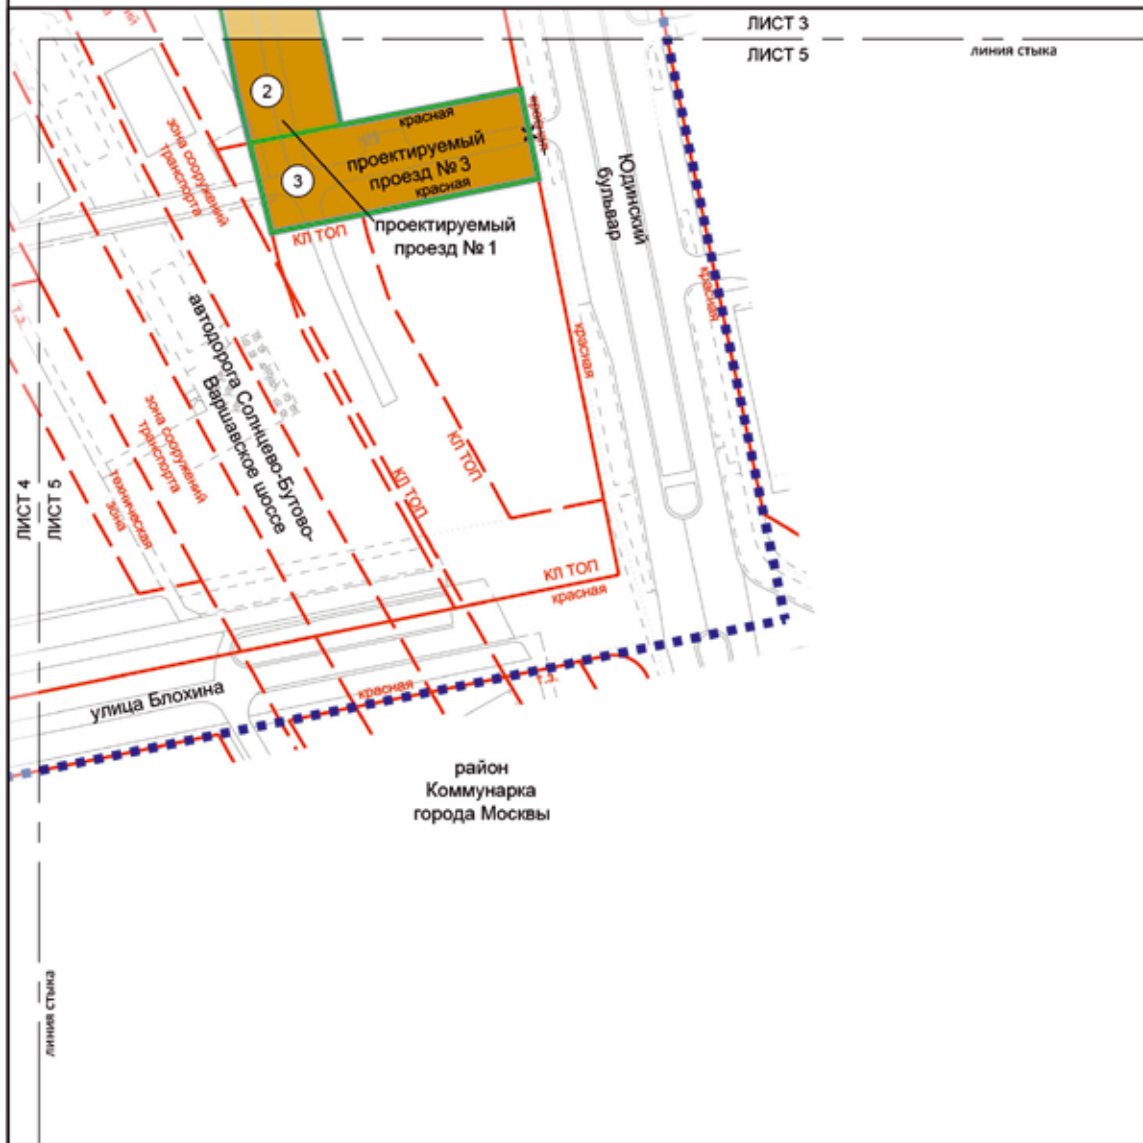 ЛИСТ 3
ЛИСТ 5
линия стыка
2
красная
красная
проектируемый
проезд № 3
красная
3
КЛ ТОП
проектируемый
проезд № 1
зона сооружений
транспорта
Юдинский
бульвар
красная
красная
т.з.
автодорога Солнцево-Бутово-
Варшавское шоссе
зона сооружений
транспорта
техническая
зона
КЛ ТОП
КЛ ТОП
ЛИСТ 4
ЛИСТ 5
КЛ ТОП
красная
улица Блохина
красная
т.з.
район
Коммунарка
города Москвы
линия стыка